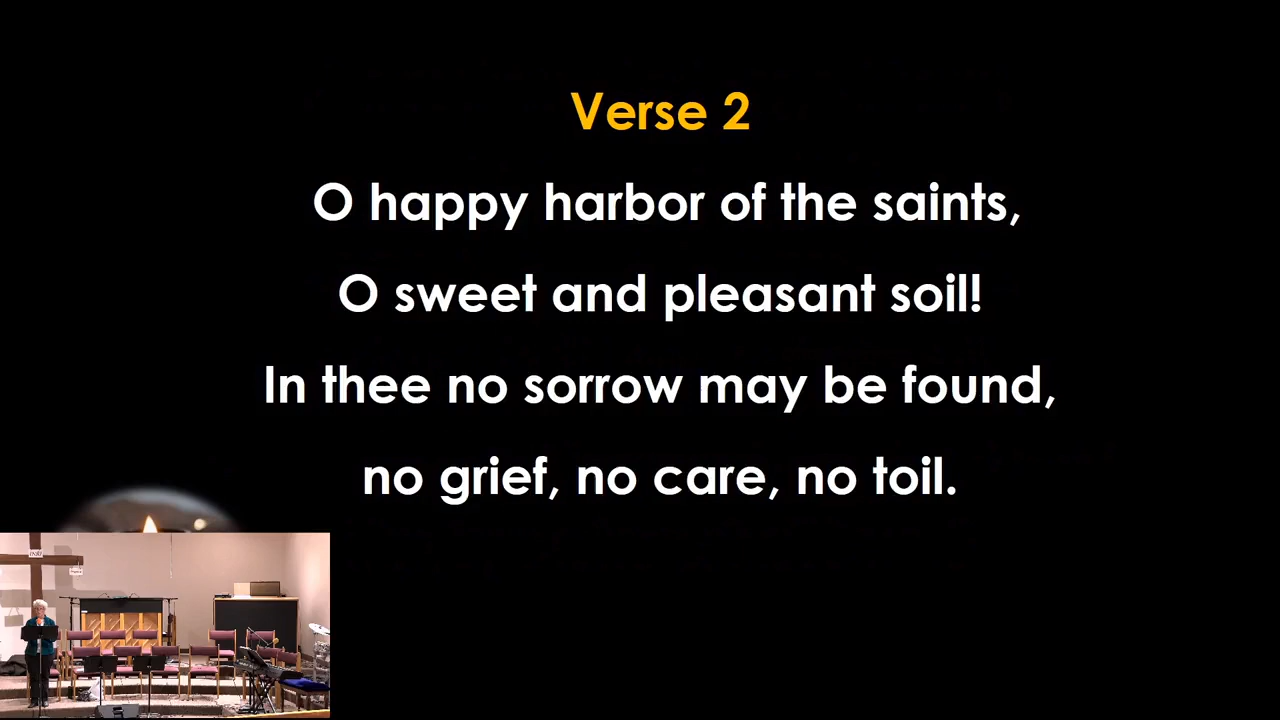 Verse 2
O happy harbor of the saints,
O sweet and pleasant soil!
In thee no sorrow may be found,
no grief, no care, no toil.